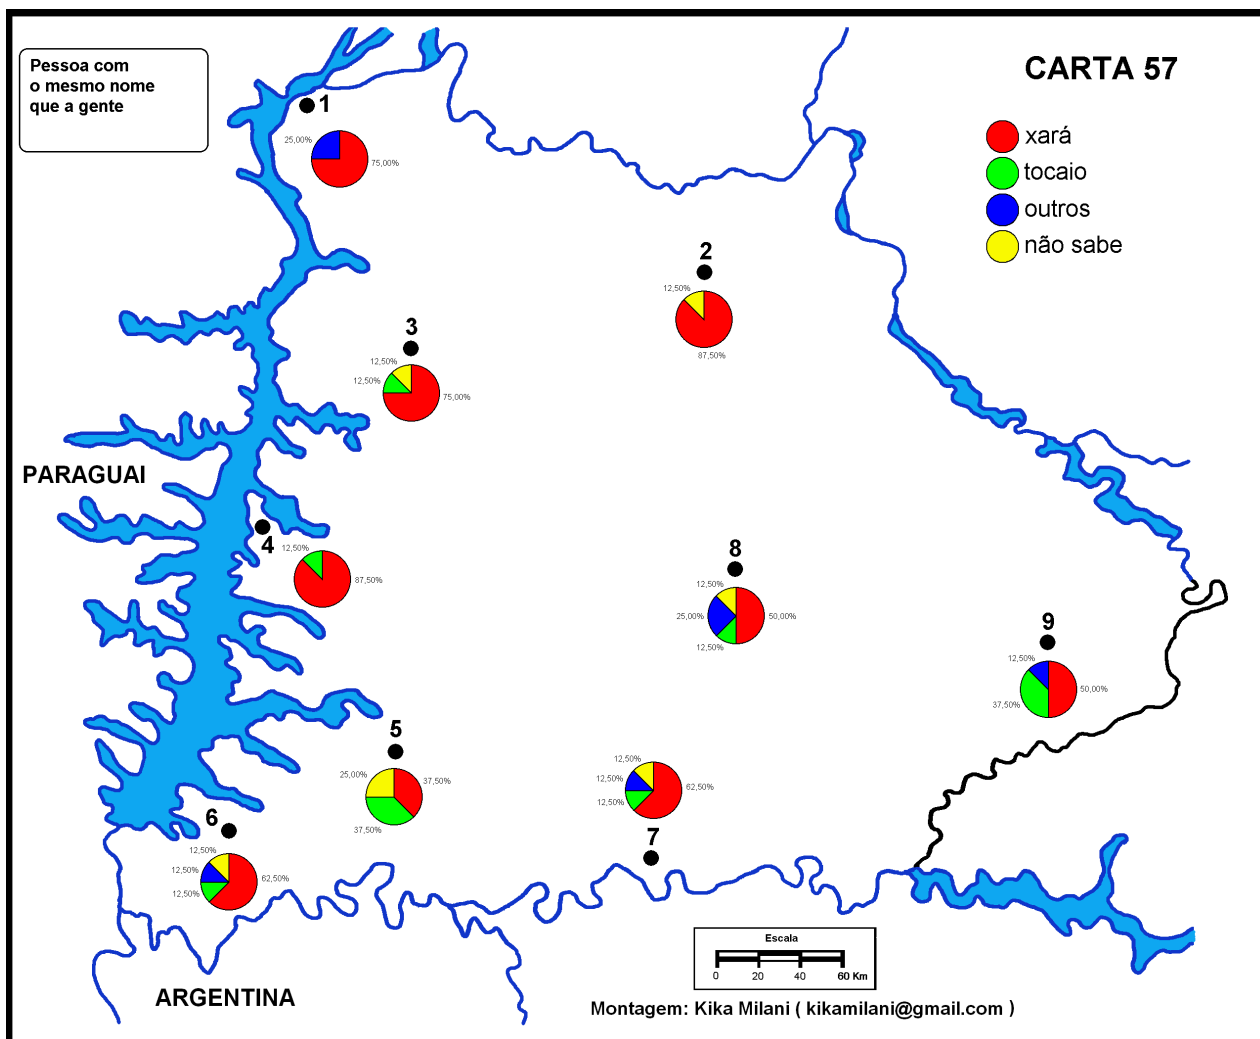 Pessoa com
o mesmo nome
que a gente
CARTA 57
xará
tocaio
outros
não sabe
1
25,00%
75,00%
2
12,50%
87,50%
3
12,50%
12,50%
75,00%
PARAGUAI
4
12,50%
87,50%
8
12,50%
25,00%
50,00%
12,50%
9
12,50%
50,00%
37,50%
5
25,00%
37,50%
37,50%
12,50%
12,50%
62,50%
12,50%
7
6
12,50%
12,50%
62,50%
12,50%
Escala
0 20 40 60 Km
ARGENTINA
Montagem: Kika Milani ( kikamilani@gmail.com )